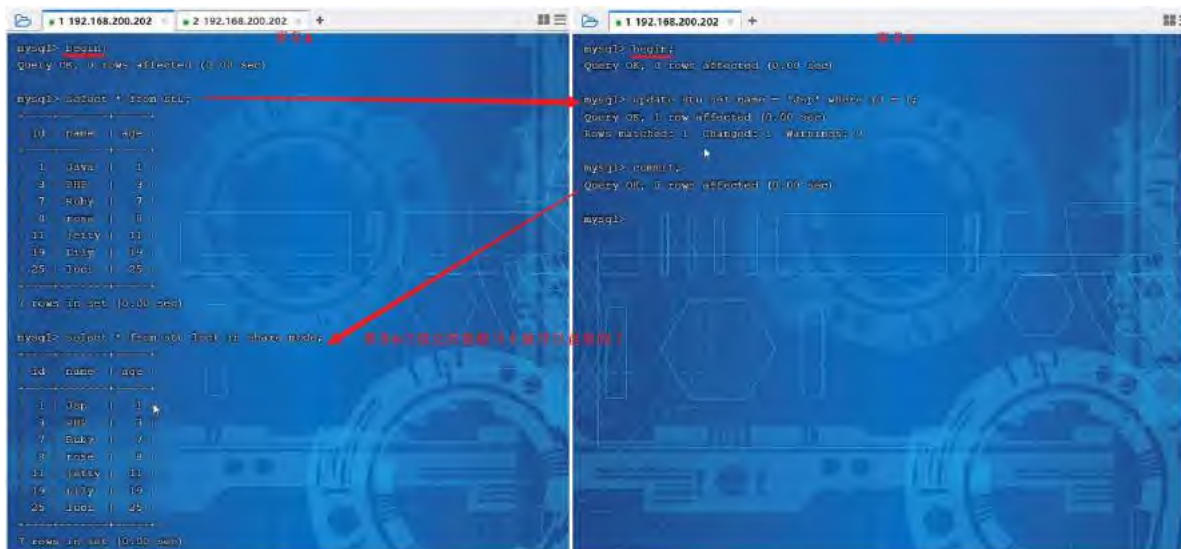 1 192.168.200.202
2 192.168.200.202
mysql> begin;
Query OK, 0 rows affected (0.00 sec)
mysql> select * from stu;
| id | name | age |
| 1 | Java | 1 |
| 3 | PHP | 3 |
| 7 | Ruby | 7 |
| 8 | rose | 8 |
| 11 | jetty | 11 |
| 19 | Lily | 19 |
| 25 | luci | 25 |
7 rows in set (0.00 sec)
mysql> select * from stu lock in share mode;
| id | name | age |
| 1 | Jsp | 1 |
| 3 | PHP | 3 |
| 7 | Ruby | 7 |
| 8 | rose | 8 |
| 11 | jetty | 11 |
| 19 | Lily | 19 |
| 25 | luci | 25 |
7 rows in set (0.00 sec)
1 192.168.200.202
mysql> begin;
Query OK, 0 rows affected (0.00 sec)
mysql> update stu set name = 'Jsp' where id = 1;
Query OK, 1 row affected (0.00 sec)
Rows matched: 1 Changed: 1 Warnings: 0
mysql> commit;
Query OK, 0 rows affected (0.00 sec)
mysql>